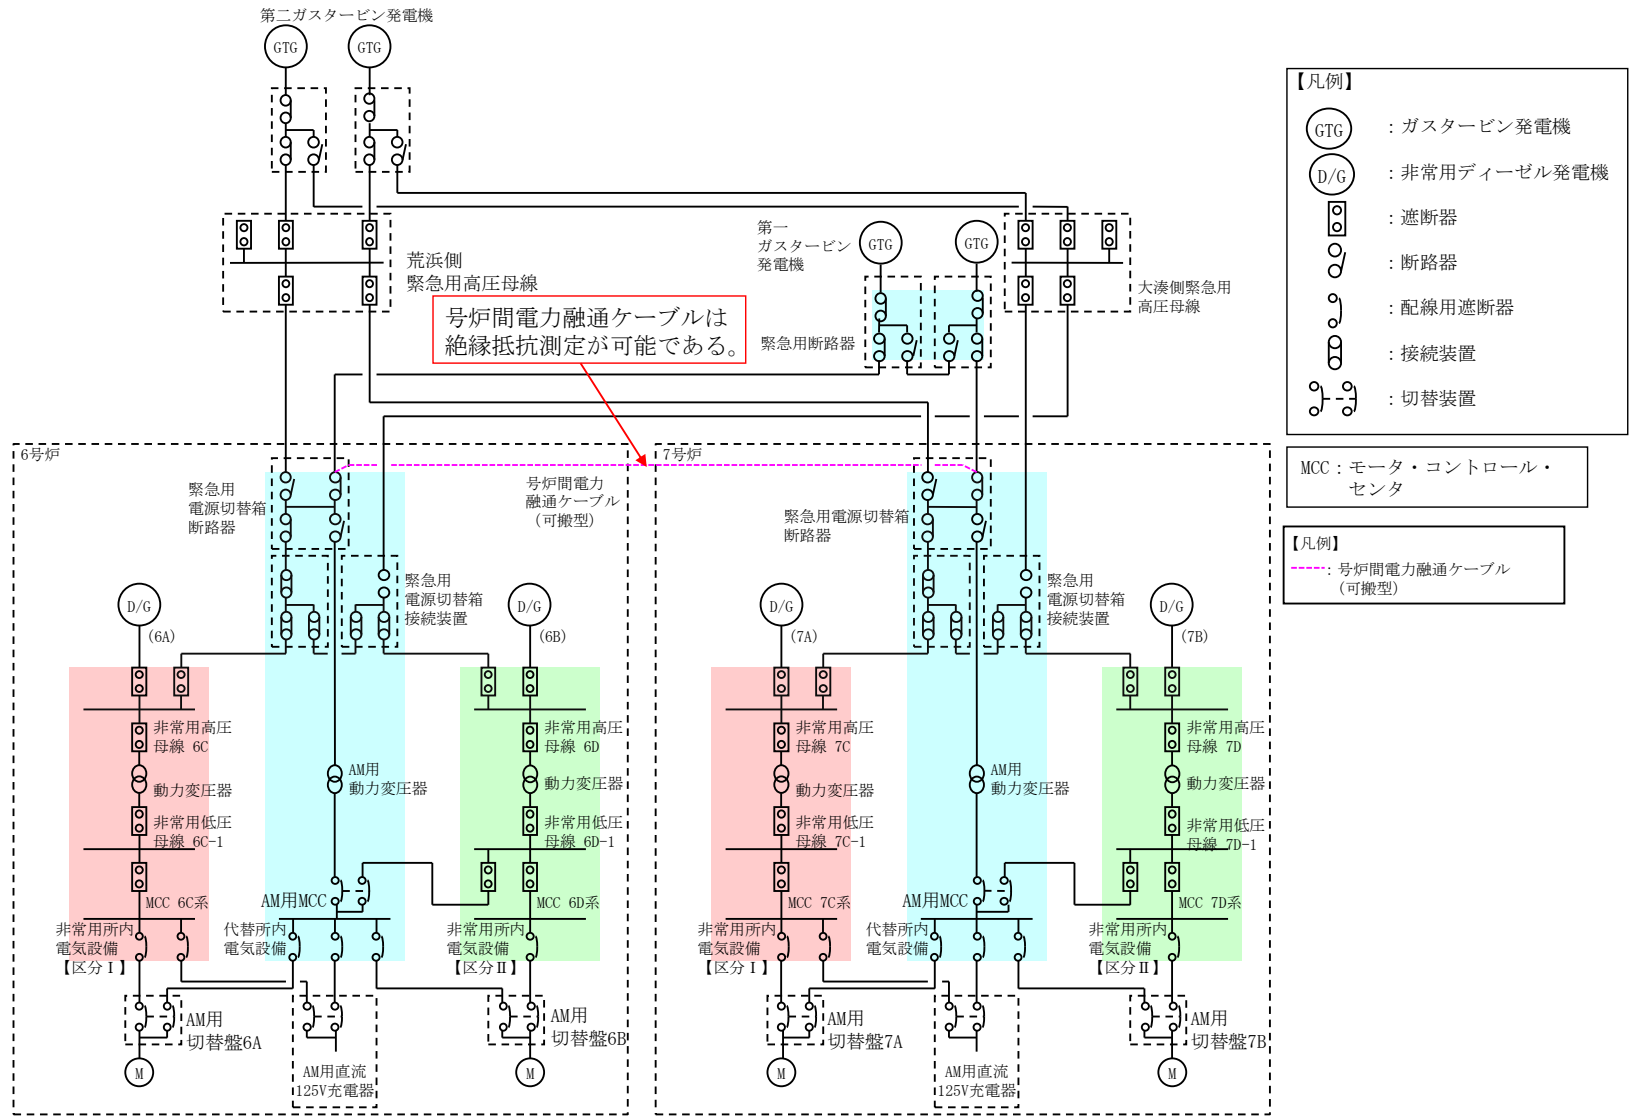 第二ガスタービン発電機
GTG
GTG
荒浜側
緊急用高圧母線
第一
ガスタービン
発電機
GTG
GTG
緊急用断路器
大湊側緊急用
高圧母線
号炉間電力融通ケーブルは
絶縁抵抗測定が可能である。
【凡例】
GTG
：ガスタービン発電機
D/G
：非常用ディーゼル発電機
：遮断器
：断路器
：配線用遮断器
：接続装置
：切替装置
MCC：モータ・コントロール・
センタ
【凡例】
：号炉間電力融通ケーブル
（可搬型）
6号炉
緊急用
電源切替箱
断路器
号炉間電力
融通ケーブル
（可搬型）
緊急用
電源切替箱
接続装置
D/G
(6A)
D/G
(6B)
非常用高圧
母線 6C
動力変圧器
非常用低圧
母線 6C-1
MCC 6C系
非常用所内
電気設備
【区分Ⅰ】
AM用
動力変圧器
AM用MCC
代替所内
電気設備
非常用高圧
母線 6D
動力変圧器
非常用低圧
母線 6D-1
MCC 6D系
非常用所内
電気設備
【区分Ⅱ】
AM用
切替盤6A
M
AM用直流
125V充電器
AM用
切替盤6B
M
7号炉
緊急用電源切替箱
断路器
緊急用
電源切替箱
接続装置
D/G
(7A)
D/G
(7B)
非常用高圧
母線 7C
動力変圧器
非常用低圧
母線 7C-1
MCC 7C系
非常用所内
電気設備
【区分Ⅰ】
AM用
動力変圧器
AM用MCC
代替所内
電気設備
非常用高圧
母線 7D
動力変圧器
非常用低圧
母線 7D-1
MCC 7D系
非常用所内
電気設備
【区分Ⅱ】
AM用
切替盤7A
M
AM用直流
125V充電器
AM用
切替盤7B
M